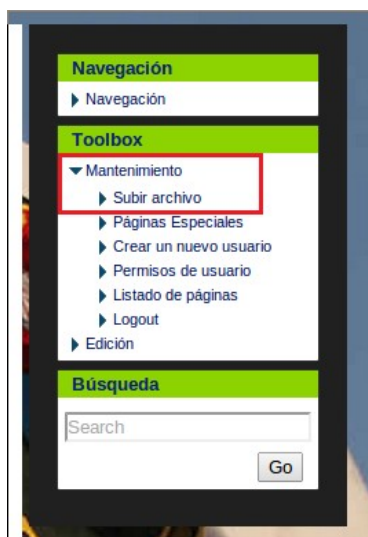 Navegación
Navegación
Toolbox
Mantenimiento
Subir archivo
Páginas Especiales
Crear un nuevo usuario
Permisos de usuario
Listado de páginas
Logout
Edición
Búsqueda
Search
Go